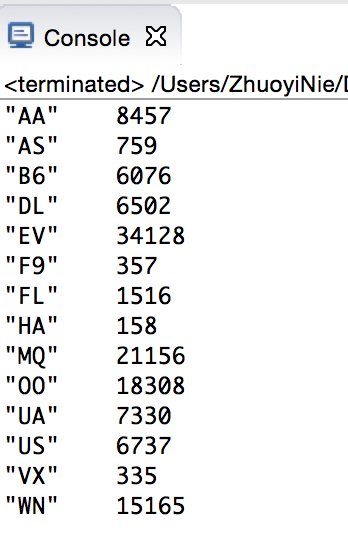 Console
<terminated> /Users/ZhuoyiNie/D
"AA" 8457
"AS" 759
"B6" 6076
"DL" 6502
"EV" 34128
"F9" 357
"FL" 1516
"HA" 158
"MQ" 21156
"OO" 18308
"UA" 7330
"US" 6737
"VX" 335
"WN" 15165